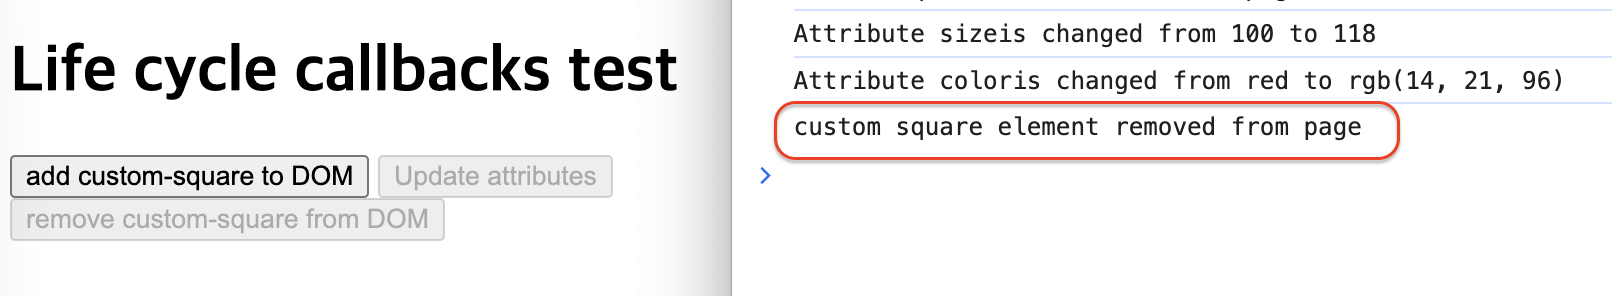 Life cycle callbacks test
add custom-square to DOM
Update attributes
remove custom-square from DOM
Attribute sizeis changed from 100 to 118
Attribute coloris changed from red to rgb(14, 21, 96)
custom square element removed from page